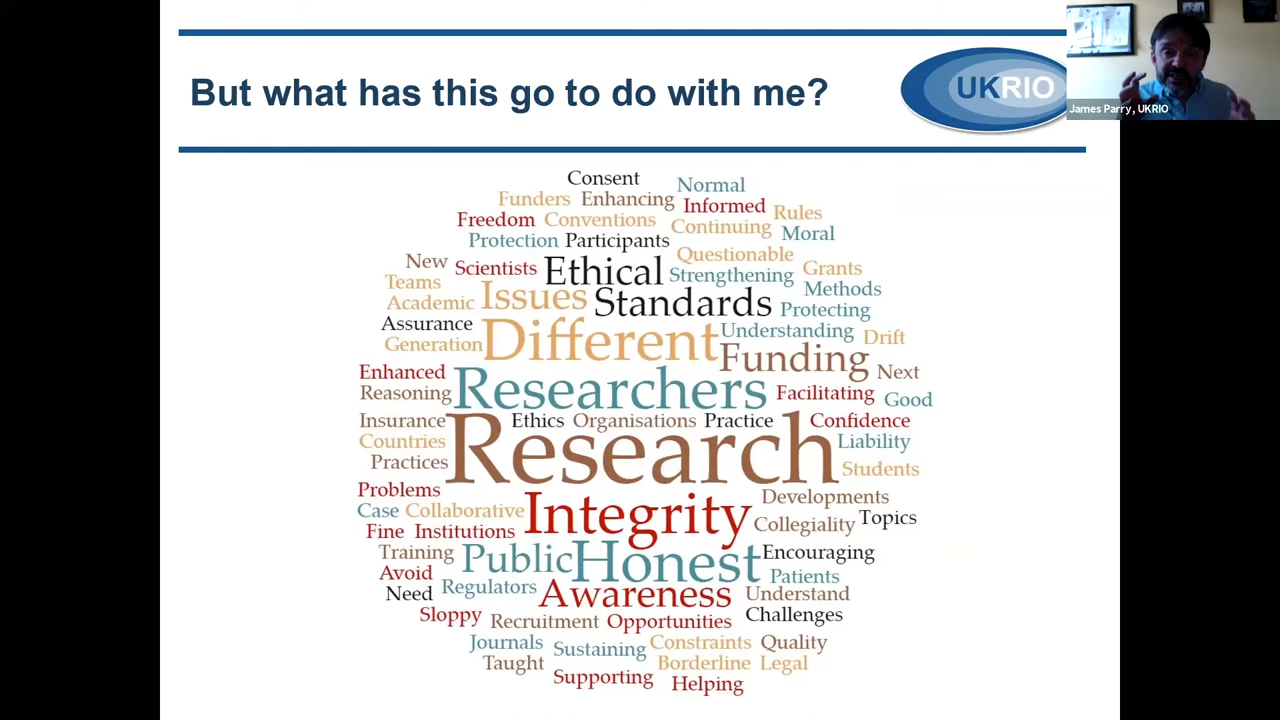 But what has this go to do with me?
UKRIO
James Parry, UKRIO
Consent
Normal
Funders Enhancing Informed
Rules
Freedom Conventions Continuing
Moral
Protection Participants
Questionable
New Scientists Ethical Strengthening Grants
Teams
Methods
Academic Issues Standards Protecting
Assurance
Understanding Drift
Generation Different Funding Next
Enhanced
Reasoning Researchers Facilitating Good
Insurance Ethics Organisations Practice Confidence
Countries
Liability
Practices Research Students
Problems
Developments
Case Collaborative Integrity Collegiality Topics
Fine Institutions
Training Public Honest Encouraging
Avoid
Patients
Need Regulators Awareness Understand
Sloppy Recruitment Opportunities Challenges
Journals Sustaining Constraints Quality
Taught
Borderline Legal
Supporting Helping